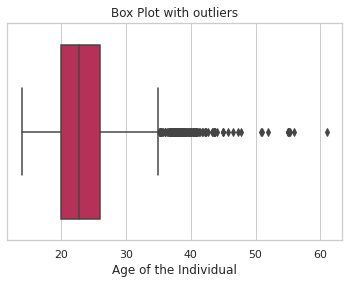 Box Plot with outliers
20 30 40 50 60
Age of the Individual